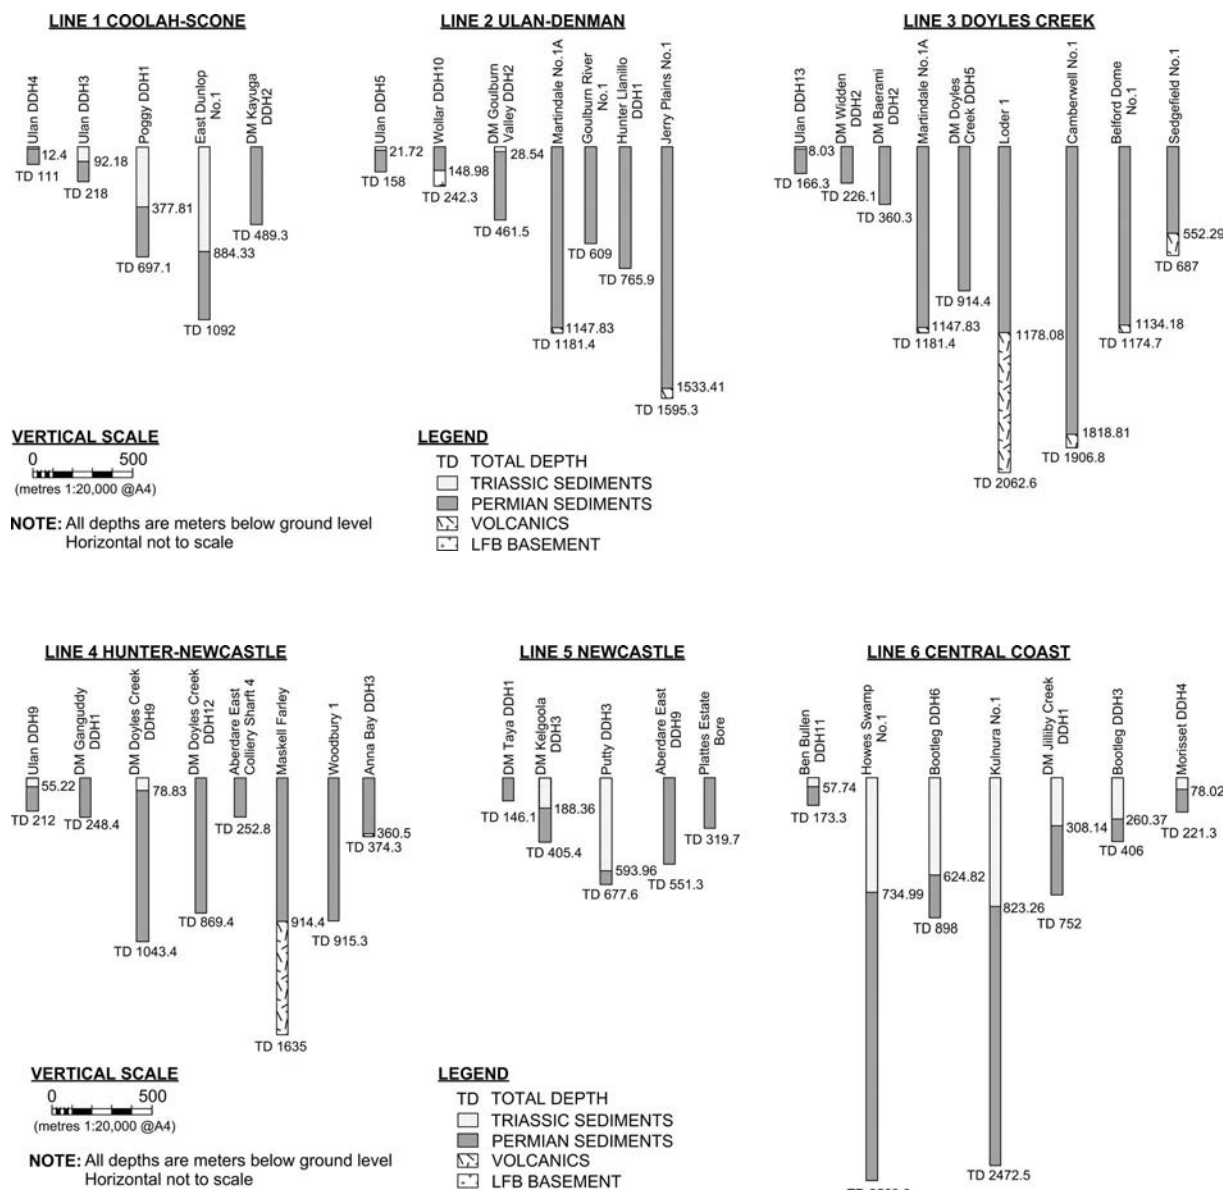 LINE 1 COOLAH-SCONE
Ulan DDH4
12.4
TD 111
Ulan DDH3
92.18
TD 218
Poggy DDH1
377.81
TD 697.1
East Dunlop
No.1
884.33
TD 1092
DM Kayuga
DDH2
TD 489.3
LINE 2 ULAN-DENMAN
Ulan DDH5
21.72
TD 158
Wollar DDH10
148.98
TD 242.3
DM Goulburn
Valley DDH2
28.54
TD 461.5
Martindale No.1A
1147.83
TD 1181.4
Goulburn River
No.1
TD 609
Hunter Llanillo
DDH1
TD 765.9
Jerry Plains No.1
1533.41
TD 1595.3
LINE 3 DOYLES CREEK
Ulan DDH13
8.03
TD 166.3
DM Widden
DDH2
TD 226.1
DM Baerami
DDH2
TD 360.3
Martindale No.1A
1147.83
TD 1181.4
DM Doyles
Creek DDH5
TD 914.4
Loder 1
1178.08
TD 2062.6
Camberwell No.1
1818.81
TD 1906.8
Belford Dome
No.1
1134.18
TD 1174.7
Sedgefield No.1
552.29
TD 687
VERTICAL SCALE
0 500
(metres 1:20,000 @A4)
NOTE: All depths are meters below ground level
Horizontal not to scale
LEGEND
TD TOTAL DEPTH
TRIASSIC SEDIMENTS
PERMIAN SEDIMENTS
VOLCANICS
LFB BASEMENT
LINE 4 HUNTER-NEWCASTLE
Ulan DDH9
55.22
TD 212
DM Ganguddy
DDH1
TD 248.4
DM Doyles Creek
DDH9
78.83
TD 1043.4
DM Doyles Creek
DDH12
TD 869.4
Aberdare East
Colliery Sharft 4
TD 252.8
Maskell Farley
914.4
TD 1635
Woodbury 1
TD 915.3
Anna Bay DDH3
360.5
TD 374.3
LINE 5 NEWCASTLE
DM Taya DDH1
TD 146.1
DM Kelgoola
DDH3
188.36
TD 405.4
Putty DDH3
593.96
TD 677.6
Aberdare East
DDH9
TD 551.3
Plattes Estate
Bore
TD 319.7
LINE 6 CENTRAL COAST
Ben Bullen
DDH11
57.74
TD 173.3
Howes Swamp
No.1
734.99
Bootleg DDH6
624.82
TD 898
Kulnura No.1
823.26
TD 2472.5
DM Jiiliby Creek
DDH1
308.14
TD 752
Bootleg DDH3
260.37
TD 406
Morisset DDH4
78.02
TD 221.3
VERTICAL SCALE
0 500
(metres 1:20,000 @A4)
NOTE: All depths are meters below ground level
Horizontal not to scale
LEGEND
TD TOTAL DEPTH
TRIASSIC SEDIMENTS
PERMIAN SEDIMENTS
VOLCANICS
LFB BASEMENT